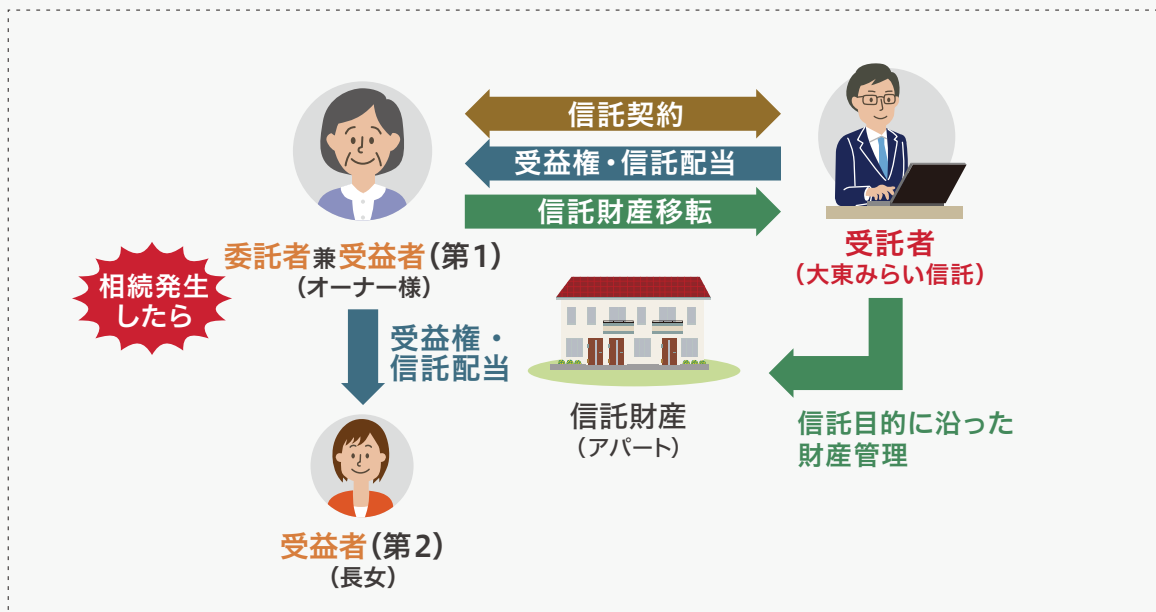 信託契約
受益権・信託配当
信託財産移転
委託者兼受益者(第1)
(オーナー様)
受託者
(大東みらい信託)
相続発生
したら
受益権・
信託配当
信託財産
(アパート)
信託目的に沿った
財産管理
受益者(第2)
(長女)